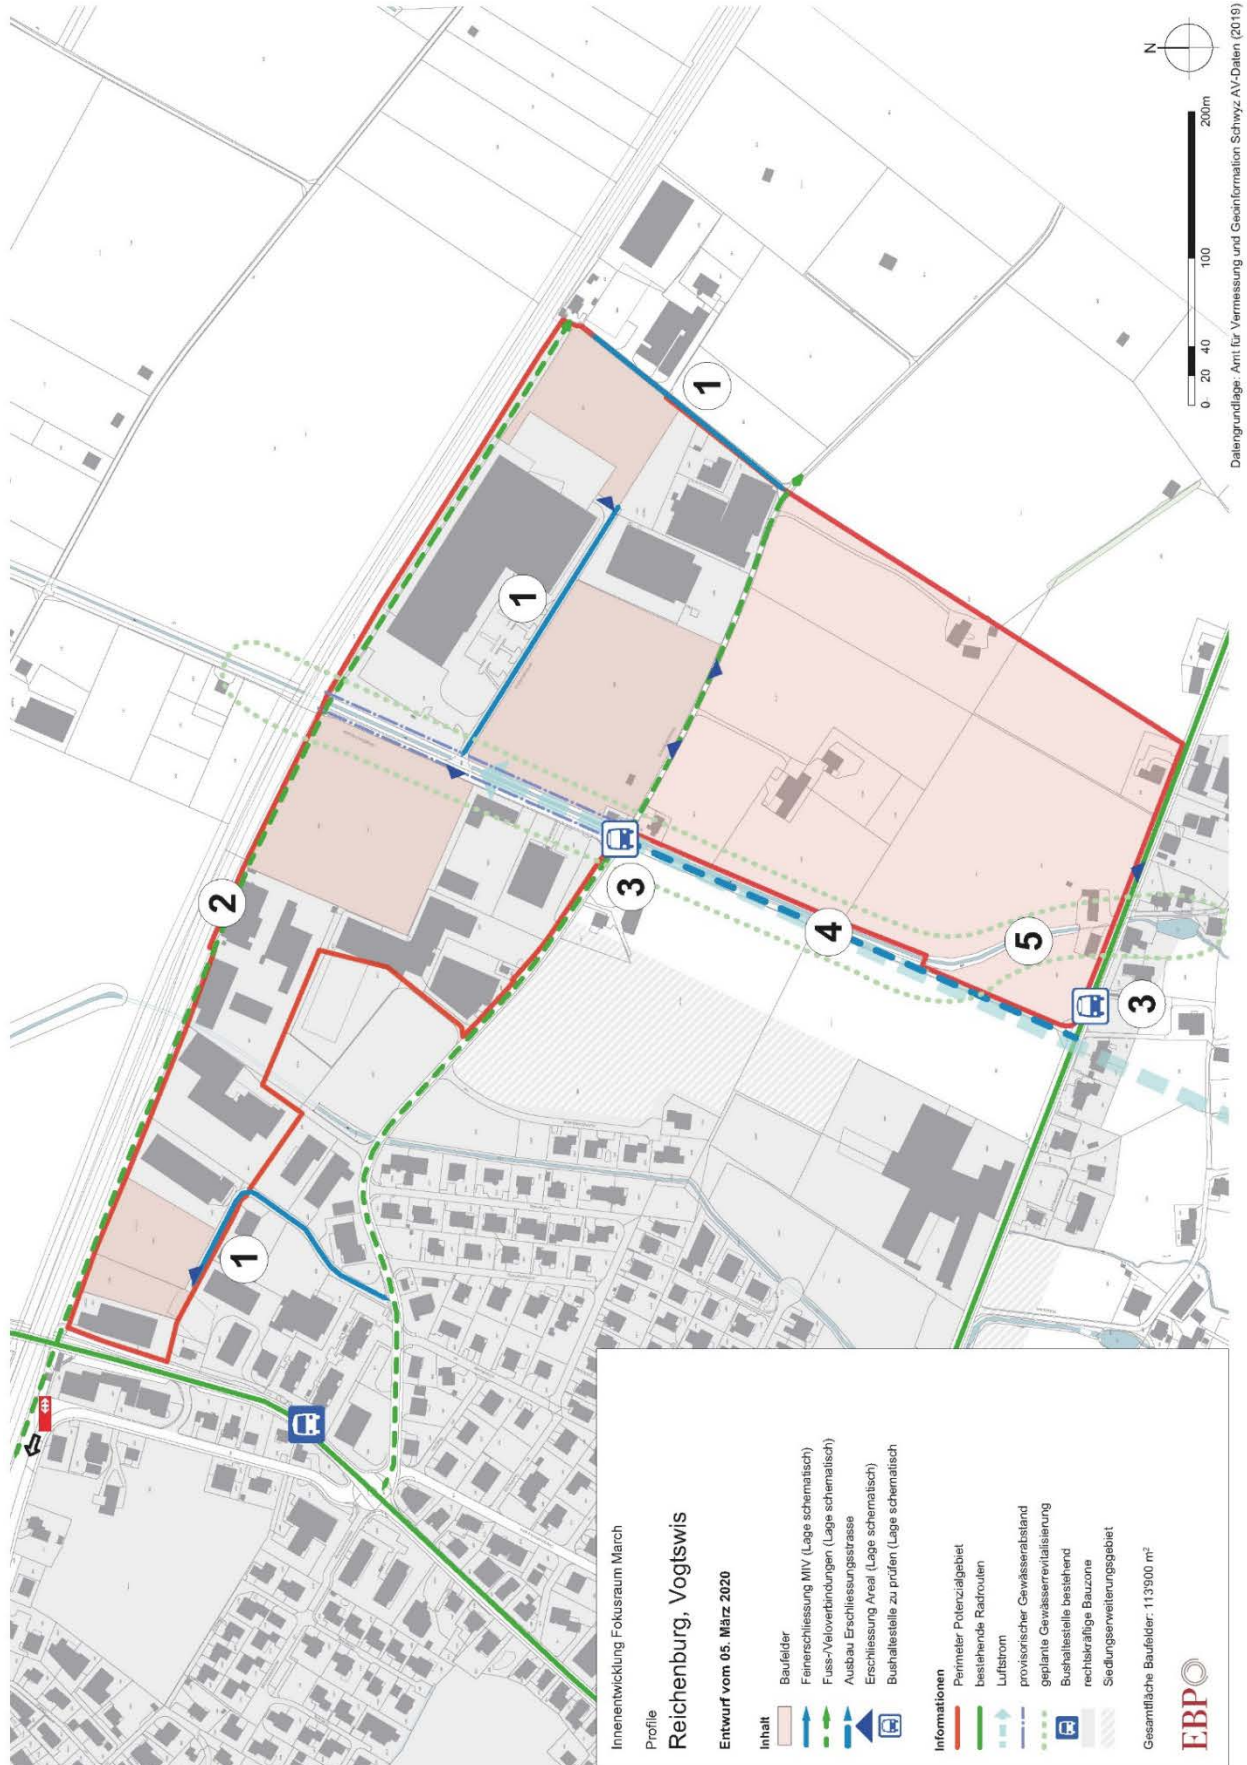 Innenentwicklung Fokusraum March
Profile
Reichenburg, Vogtswis
Entwurf vom 05. März 2020
Inhalt
Baufelder
Feinerschliessung MIV (Lage schematisch)
Fuss-/Veloverbindungen (Lage schematisch)
Ausbau Erschliessungsstrasse
Erschliessung Areal (Lage schematisch)
Bushaltestelle zu prüfen (Lage schematisch
Informationen
Perimeter Potenzialgebiet
bestehende Radrouten
Luftstrom
provisorischer Gewässerabstand
geplante Gewässerrevitalisierung
Bushaltestelle bestehend
rechtskräftige Bauzone
Siedlungserweiterungsgebiet
Gesamtfläche Baufelder: 113'900 m²
EBP
1
2
1
1
3
4
5
3
N
0 20 40 100 200m
Datengrundlage: Amt für Vermessung und Geoinformation Schwyz AV-Daten (2019)